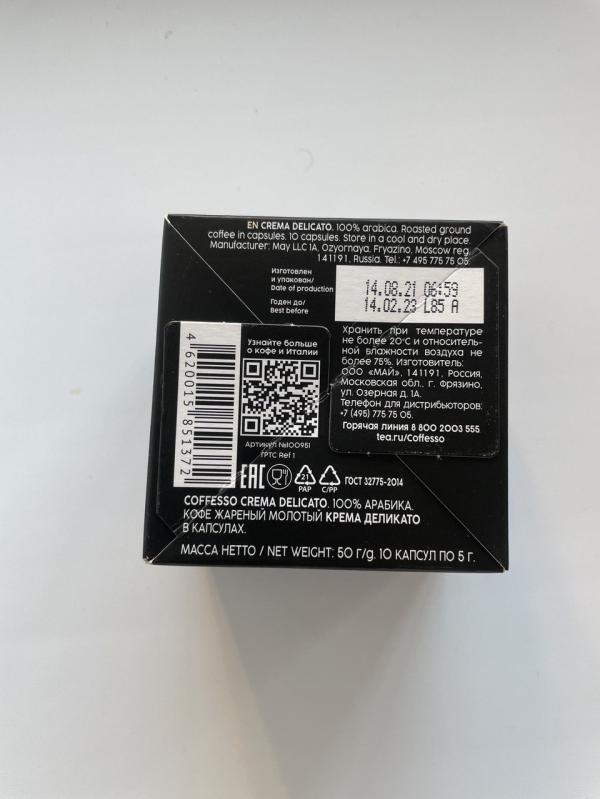 EN CREMA DELICATO. 100% arabica. Roasted ground
coffee in capsules. 10 capsules. Store in a cool and dry place.
Manufacturer: May LLC 1A, Ozyornaya, Fryazino, Moscow reg.
141191, Russia. Tel.: +7 495 775 75 05.
Изготовлен
и упакован/
Date of production
Годен до/
Best before
14.08.21 06:59
14.02.23 L85 A
Хранить при температуре
не более 20°С и относитель-
ной влажности воздуха не
более 75%. Изготовитель:
ООО «МАЙ», 141191, Россия,
Московская обл., г. Фрязино,
ул. Озерная д. 1А.
Телефон для дистрибьюторов:
+7 (495) 775 75 05.
Горячая линия 8 800 2003 555
tea.ru/Coffesso
Узнайте больше
о кофе и Италии
4 620015 851372
Артикул №100951
ГРТС Ref 1
EAC
21
PAP
C/PP
ГОСТ 32775-2014
COFFESSO CREMA DELICATO. 100% АРАБИКА.
КОФЕ ЖАРЕНЫЙ МОЛОТЫЙ КРЕМА ДЕЛИКАТО
В КАПСУЛАХ.
МАССА НЕТТО / NET WEIGHT: 50 г/g. 10 КАПСУЛ ПО 5 г.